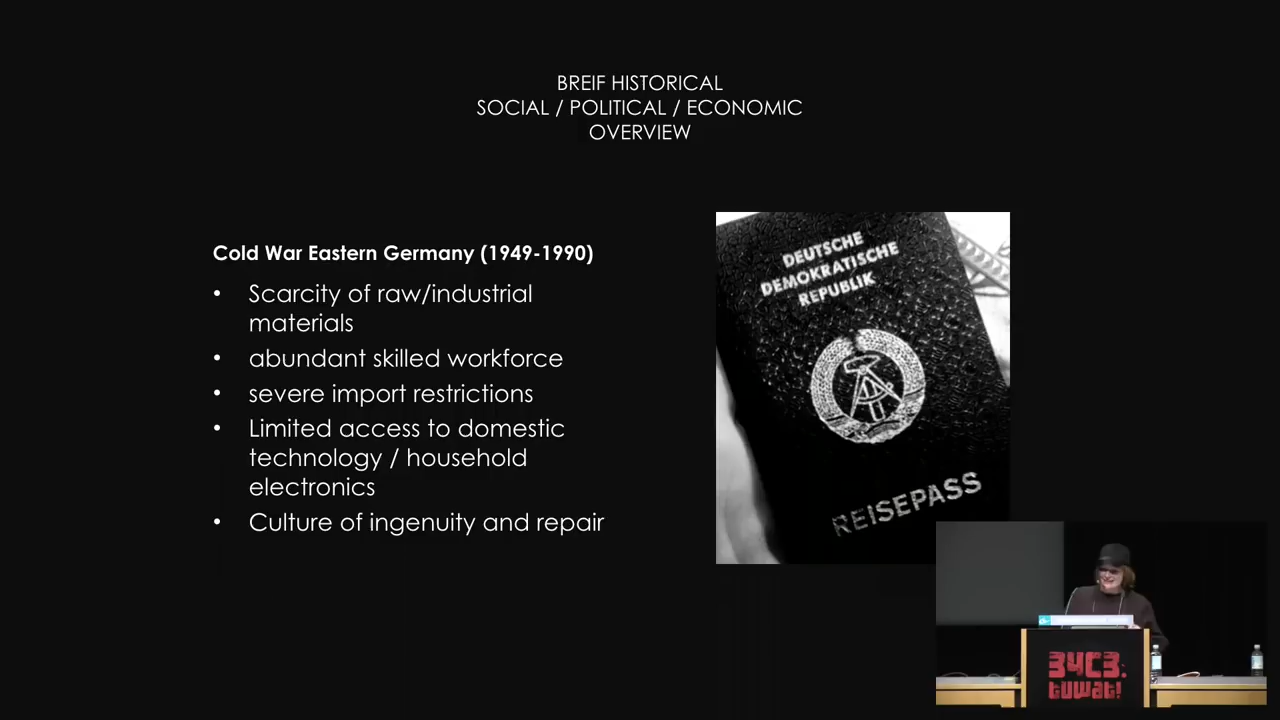 BREIF HISTORICAL
SOCIAL / POLITICAL / ECONOMIC
OVERVIEW
Cold War Eastern Germany (1949-1990)
• Scarcity of raw/industrial
materials
• abundant skilled workforce
• severe import restrictions
• Limited access to domestic
technology / household
electronics
• Culture of ingenuity and repair
DEUTSCHE
DEMOKRATISCHE
REPUBLIK
REISEPASS
34C3.
tuwat!